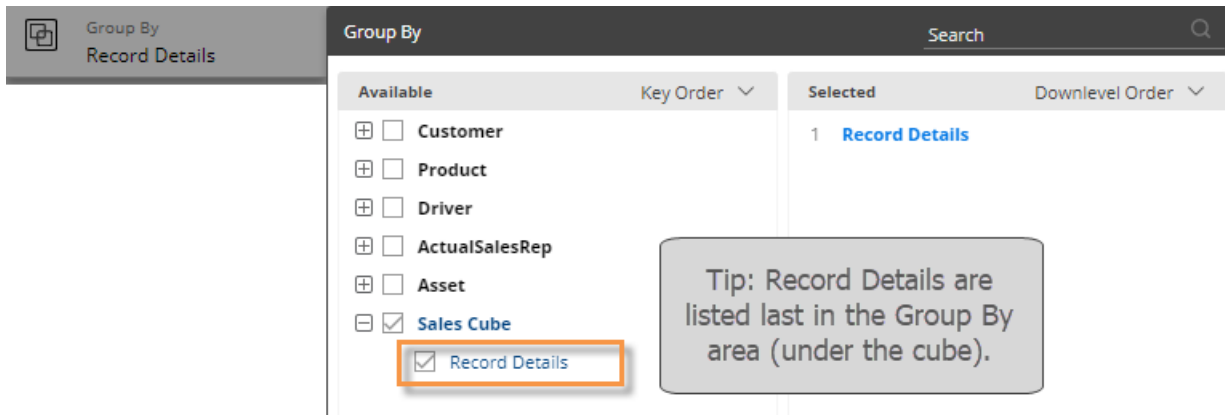 Group By
Record Details
Group By
Search
Available
Key Order
Selected
Downlevel Order
Customer
1 Record Details
Product
Driver
ActualSalesRep
Asset
Sales Cube
Record Details
Tip: Record Details are
listed last in the Group By
area (under the cube).